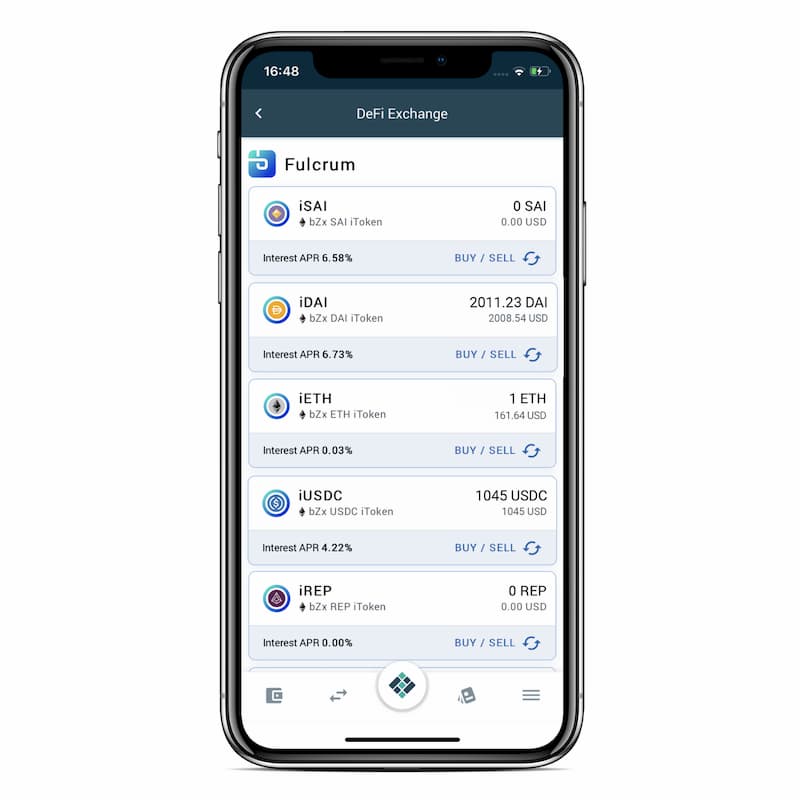 16:48
DeFi Exchange
Fulcrum
iSAI
0 SAI
bZx SAI iToken
0.00 USD
Interest APR 6.58%
BUY / SELL
iDAI
2011.23 DAI
bZx DAI iToken
2008.54 USD
Interest APR 6.73%
BUY / SELL
iETH
1 ETH
bZx ETH iToken
161.64 USD
Interest APR 0.03%
BUY / SELL
iUSDC
1045 USDC
bZx USDC iToken
1045 USD
Interest APR 4.22%
BUY / SELL
iREP
0 REP
bZx REP iToken
0.00 USD
Interest APR 0.00%
BUY / SELL